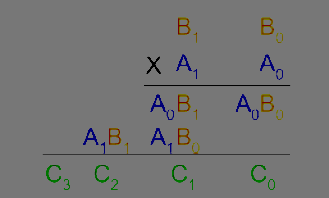 B₁ B₀
X A₁ A₀
A₀B₁ A₀B₀
A₁B₁ A₁B₀
C₃ C₂ C₁ C₀